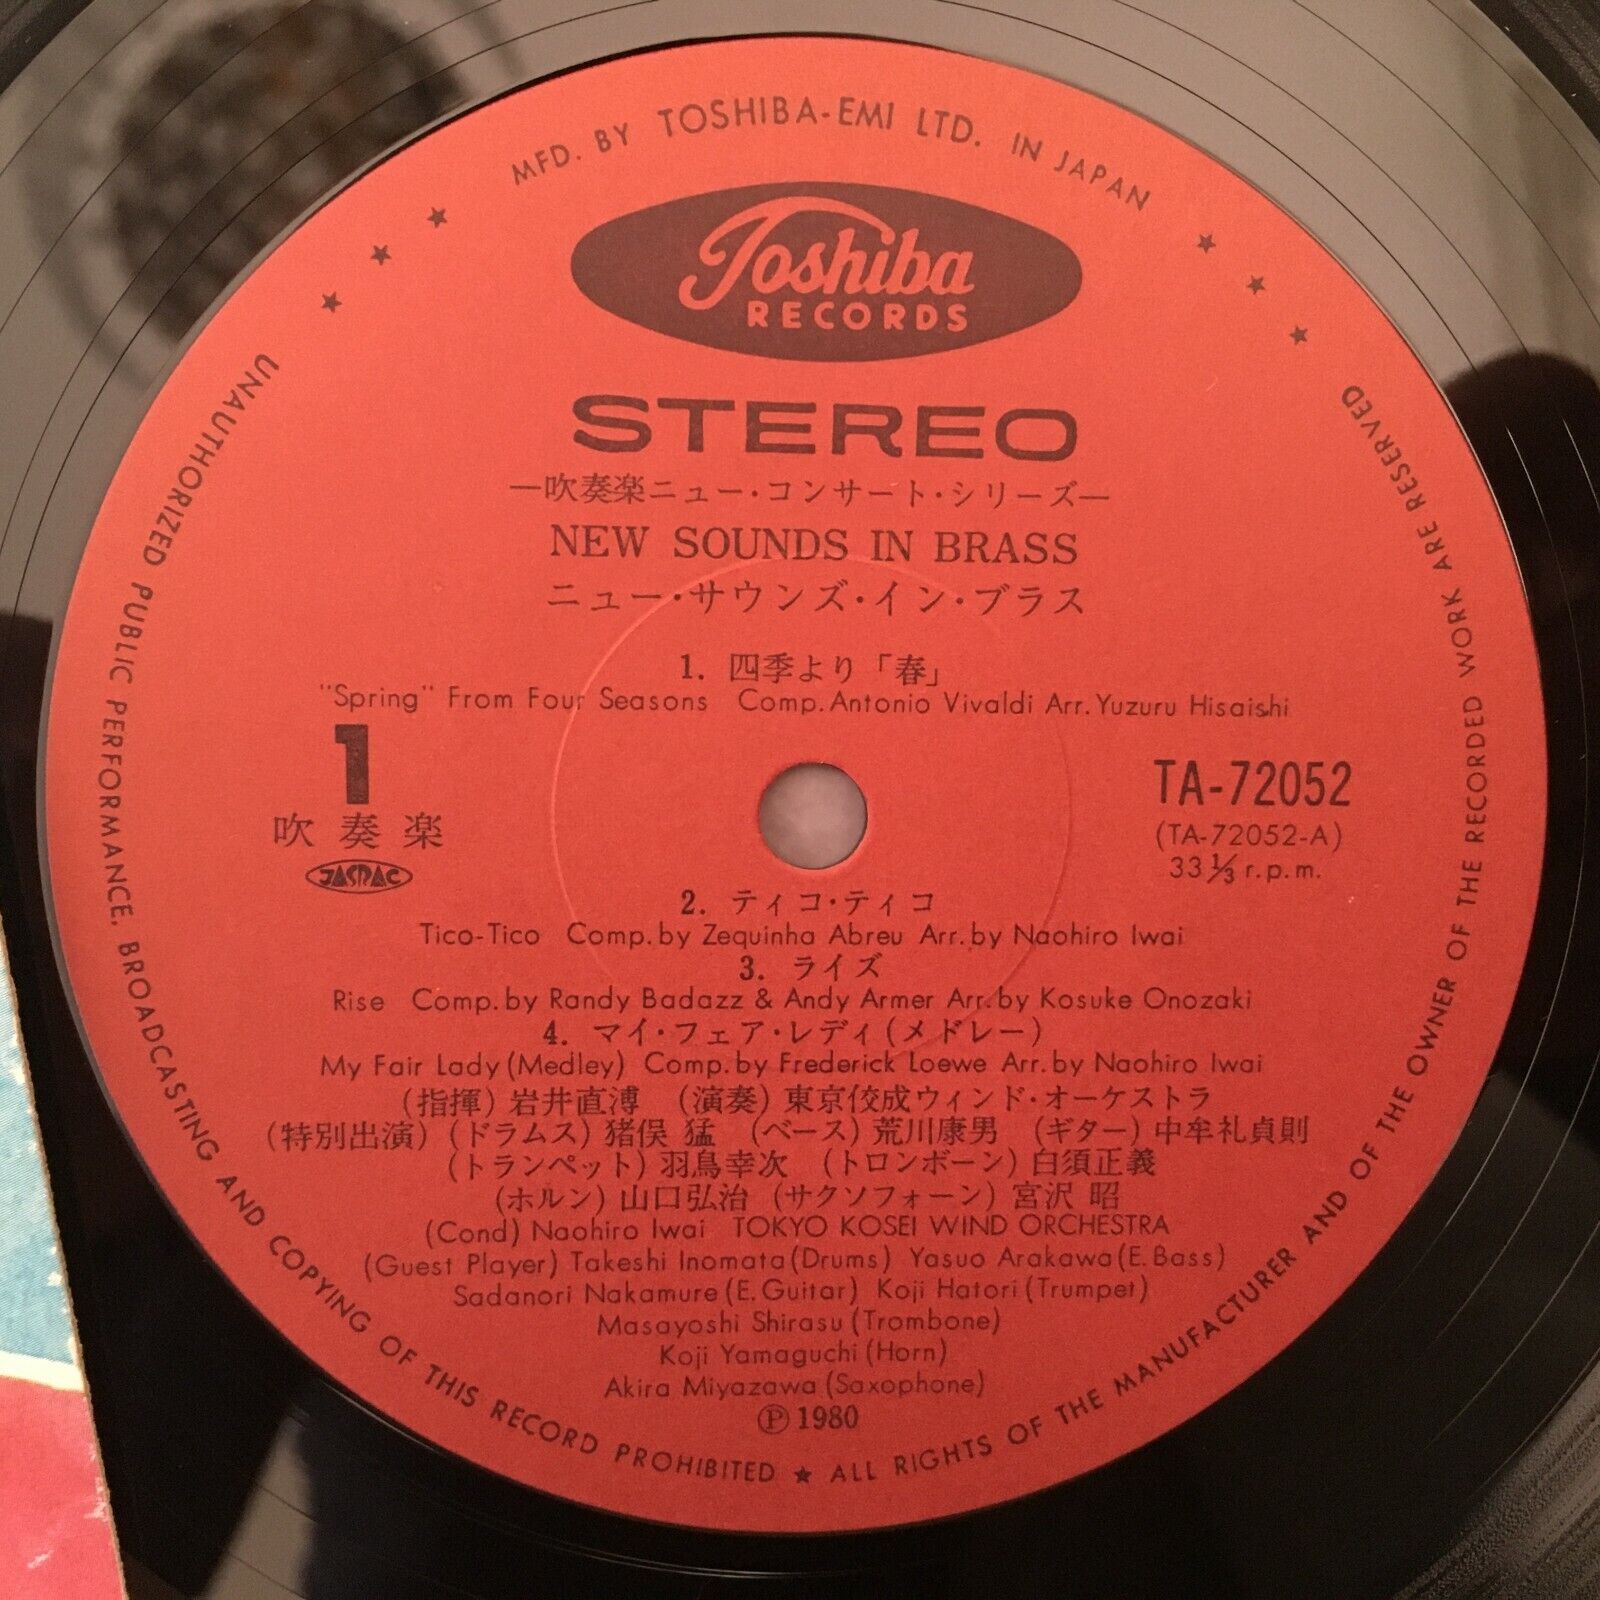 MFD. BY TOSHIBA-EMI LTD. IN JAPAN
Toshiba
RECORDS
STEREO
—吹奏楽ニュー・コンサート・シリーズ—
NEW SOUNDS IN BRASS
ニュー・サウンズ・イン・ブラス
1. 四季より「春」
"Spring" From Four Seasons Comp. Antonio Vivaldi Arr. Yuzuru Hisaishi
1
吹奏楽
JASRAC
TA-72052
(TA-72052-A)
33⅓ r.p.m.
2. ティコ・ティコ
Tico-Tico Comp. by Zequinha Abreu Arr. by Naohiro Iwai
3. ライズ
Rise Comp. by Randy Badazz & Andy Armer Arr. by Kosuke Onozaki
4. マイ・フェア・レディ(メドレー)
My Fair Lady (Medley) Comp. by Frederick Loewe Arr. by Naohiro Iwai
(指揮) 岩井直溥 (演奏) 東京佼成ウィンド・オーケストラ
(特別出演) (ドラムス) 猪俣 猛 (ベース) 荒川康男 (ギター) 中牟礼貞則
(トランペット) 羽鳥幸次 (トロンボーン) 白須正義
(ホルン) 山口弘治 (サクソフォーン) 宮沢 昭
(Cond) Naohiro Iwai TOKYO KOSEI WIND ORCHESTRA
(Guest Player) Takeshi Inomata (Drums) Yasuo Arakawa (E. Bass)
Sadanori Nakamure (E. Guitar) Koji Hatori (Trumpet)
Masayoshi Shirasu (Trombone)
Koji Yamaguchi (Horn)
Akira Miyazawa (Saxophone)
℗ 1980
UNAUTHORIZED PUBLIC PERFORMANCE, BROADCASTING AND COPYING OF THIS RECORD PROHIBITED ★ ALL RIGHTS OF THE MANUFACTURER AND OF THE OWNER OF THE RECORDED WORK ARE RESERVED